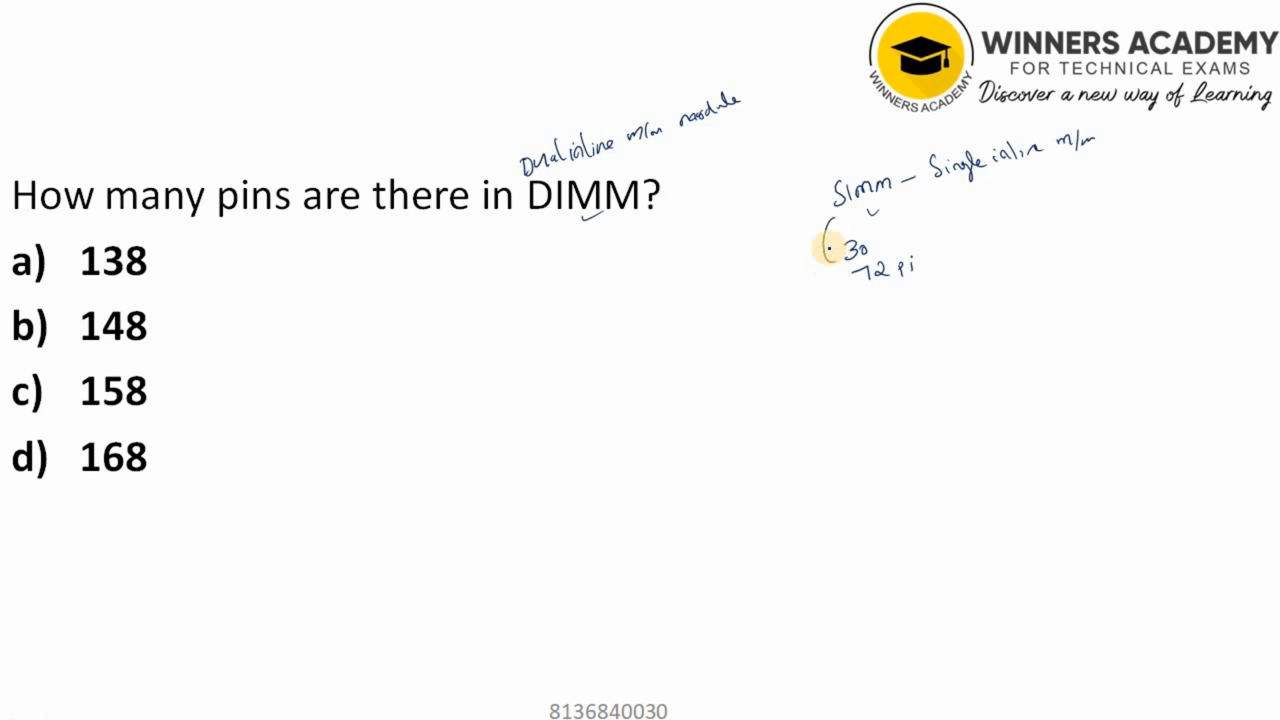 WINNERS ACADEMY
FOR TECHNICAL EXAMS
Discover a new way of Learning
WINNERS ACADEMY
Dual inline m/m module
SIMM - Single inline m/m
How many pins are there in DIMM?
30
72 pi
a) 138
b) 148
c) 158
d) 168
8136840030